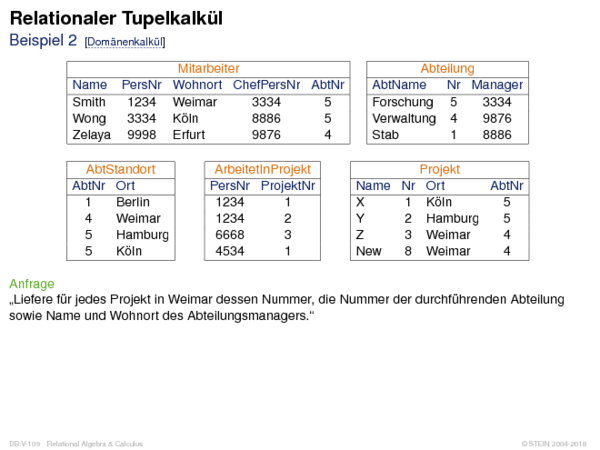 Relationaler Tupelkalkül
Beispiel 2 [Domänenkalkül]
Mitarbeiter
Name PersNr Wohnort ChefPersNr AbtNr
Smith 1234 Weimar 3334 5
Wong 3334 Köln 8886 5
Zelaya 9998 Erfurt 9876 4
Abteilung
AbtName Nr Manager
Forschung 5 3334
Verwaltung 4 9876
Stab 1 8886
AbtStandort
AbtNr Ort
1 Berlin
4 Weimar
5 Hamburg
5 Köln
ArbeitetInProjekt
PersNr ProjektNr
1234 1
1234 2
6668 3
4534 1
Projekt
Name Nr Ort AbtNr
X 1 Köln 5
Y 2 Hamburg 5
Z 3 Weimar 4
New 8 Weimar 4
Anfrage
„Liefere für jedes Projekt in Weimar dessen Nummer, die Nummer der durchführenden Abteilung
sowie Name und Wohnort des Abteilungsmanagers.“
DB:V-109 Relational Algebra & Calculus
© STEIN 2004-2018